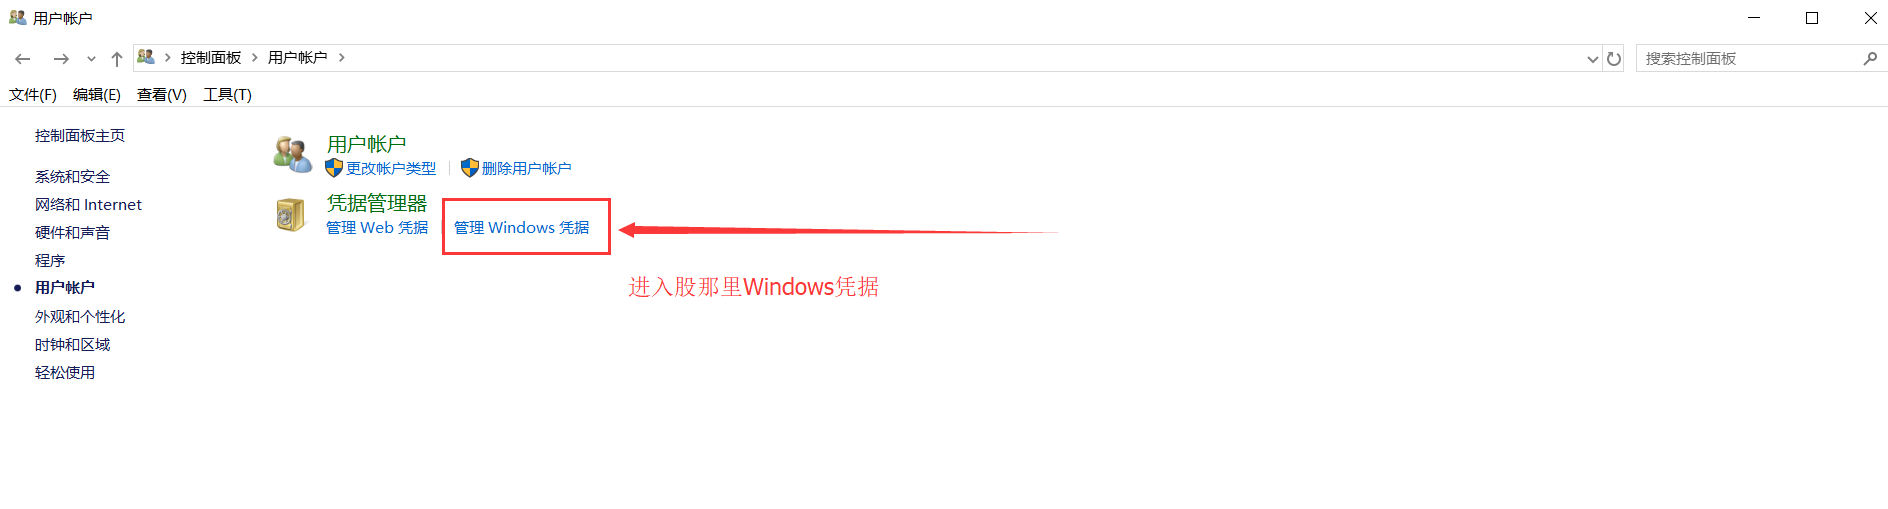 用户帐户
控制面板 用户帐户
搜索控制面板
文件(F) 编辑(E) 查看(V) 工具(T)
控制面板主页
系统和安全
网络和 Internet
硬件和声音
程序
用户帐户
外观和个性化
时钟和区域
轻松使用
用户帐户
更改帐户类型 删除用户帐户
凭据管理器
管理 Web 凭据 管理 Windows 凭据
进入股那里Windows凭据